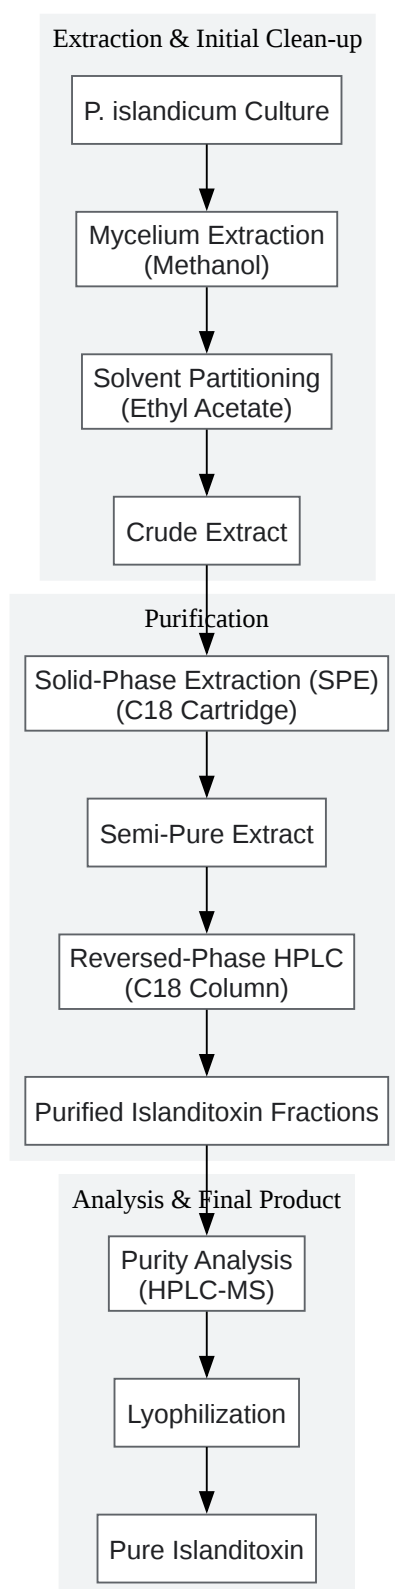 Extraction & Initial Clean-up
P. islandicum Culture
Mycelium Extraction
(Methanol)
Solvent Partitioning
(Ethyl Acetate)
Crude Extract
Purification
Solid-Phase Extraction (SPE)
(C18 Cartridge)
Semi-Pure Extract
Reversed-Phase HPLC
(C18 Column)
Purified Islanditoxin Fractions
Analysis & Final Product
Purity Analysis
(HPLC-MS)
Lyophilization
Pure Islanditoxin